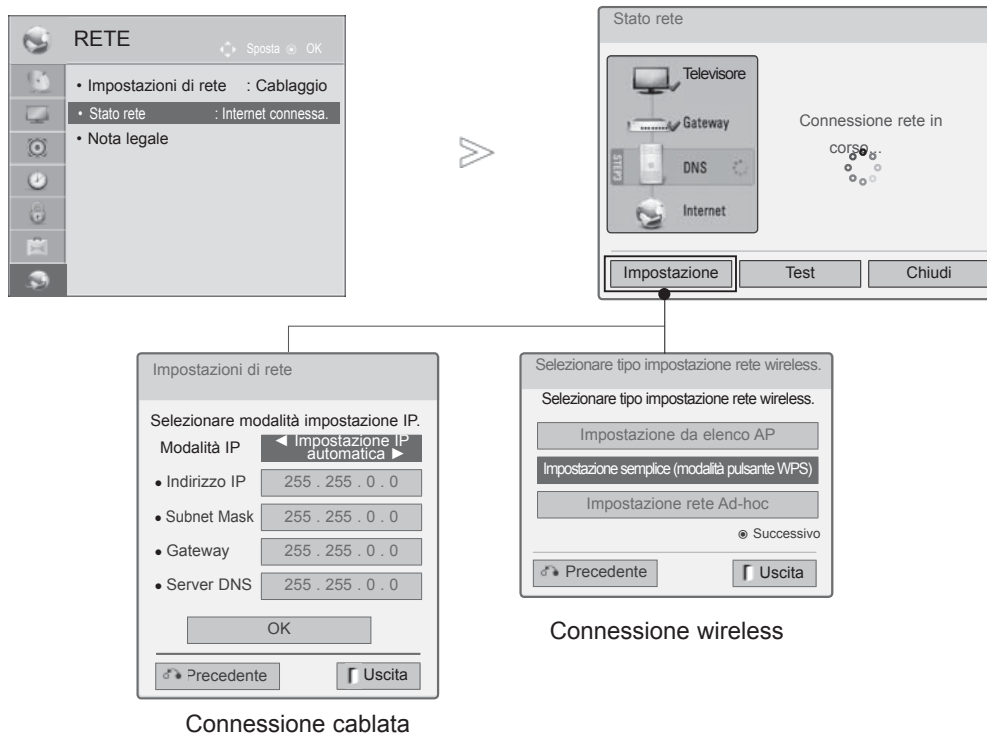 RETE
Sposta OK
• Impostazioni di rete : Cablaggio
• Stato rete : Internet connessa.
• Nota legale
Stato rete
Televisore
Gateway
STEP3
DNS
Internet
Connessione rete in
corso...
Impostazione Test Chiudi
Impostazioni di rete
Selezionare modalità impostazione IP.
Modalità IP ◄ Impostazione IP
automatica ►
• Indirizzo IP 255 . 255 . 0 . 0
• Subnet Mask 255 . 255 . 0 . 0
• Gateway 255 . 255 . 0 . 0
• Server DNS 255 . 255 . 0 . 0
OK
Precedente Uscita
Connessione cablata
Selezionare tipo impostazione rete wireless.
Selezionare tipo impostazione rete wireless.
Impostazione da elenco AP
Impostazione semplice (modalità pulsante WPS)
Impostazione rete Ad-hoc
Successivo
Precedente Uscita
Connessione wireless